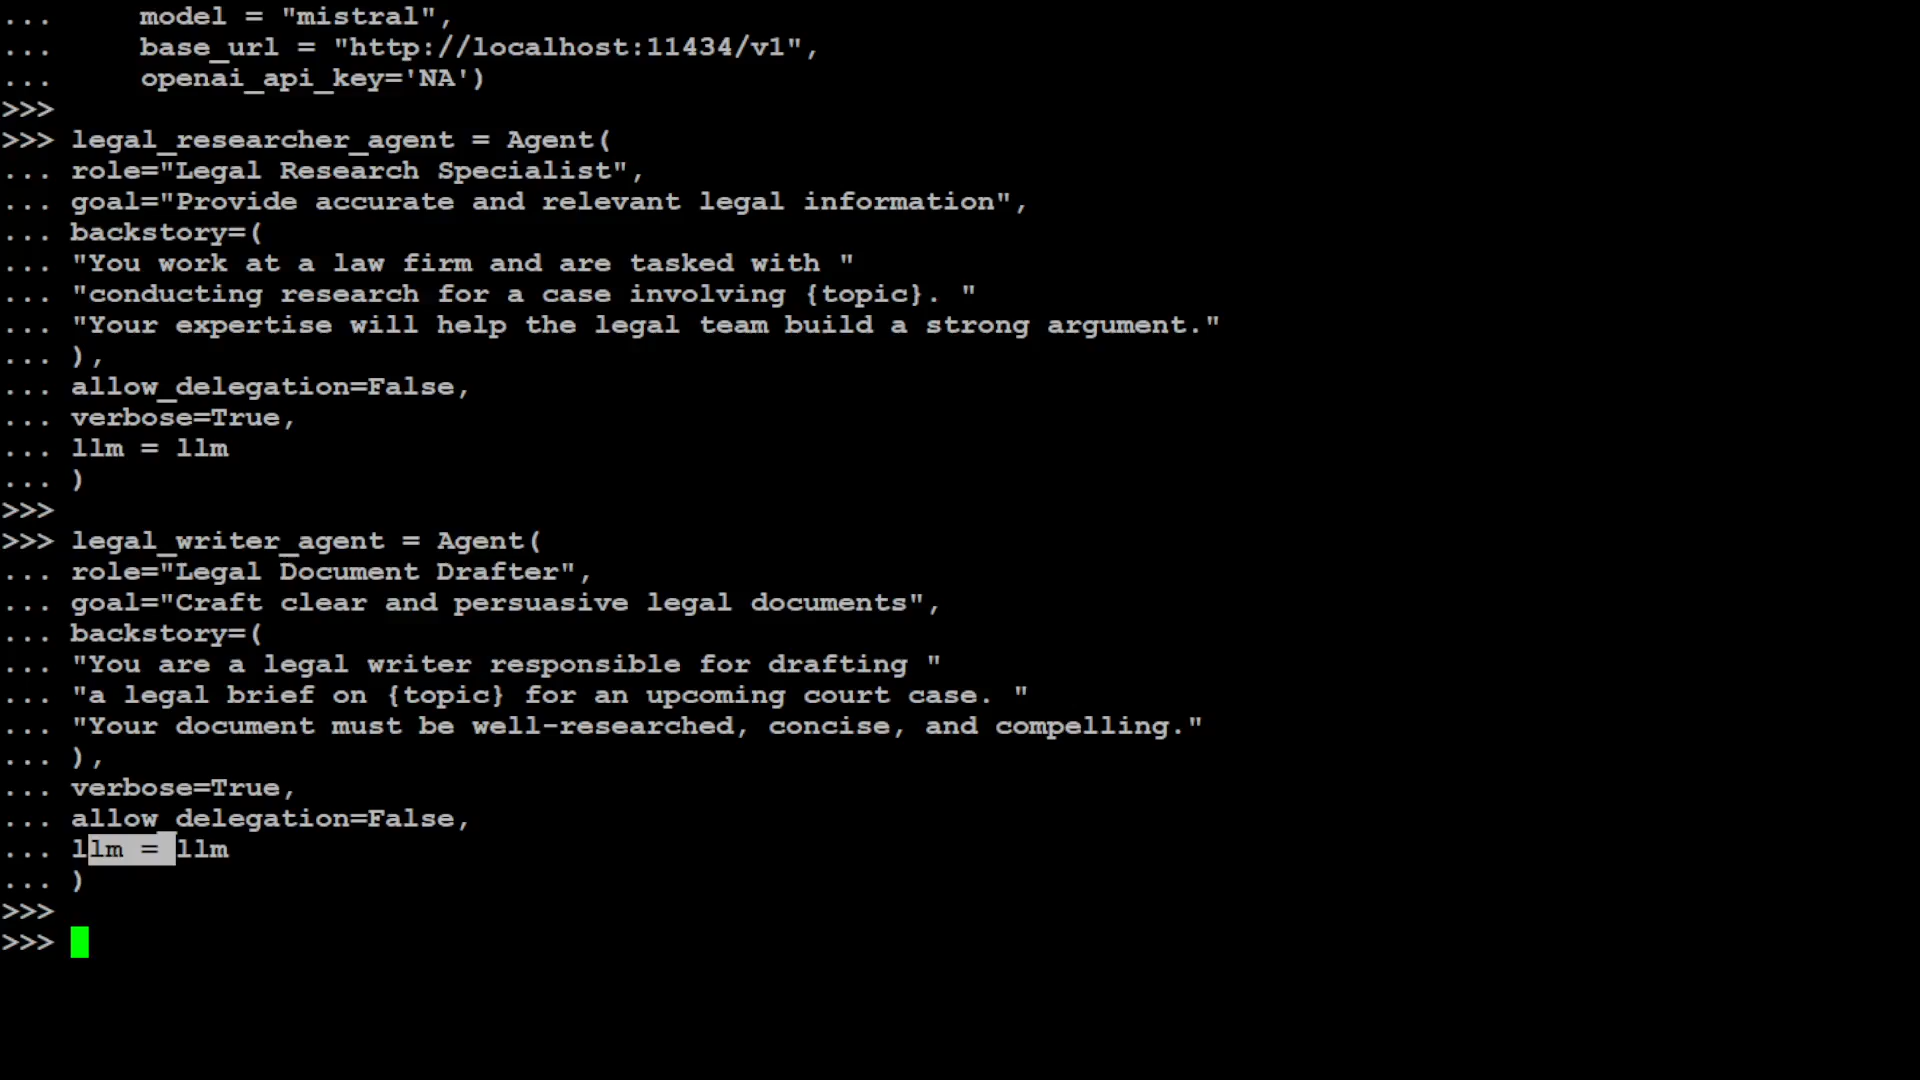 ...     model = "mistral",
...     base_url = "http://localhost:11434/v1",
...     openai_api_key='NA')
>>>
>>> legal_researcher_agent = Agent(
... role="Legal Research Specialist",
... goal="Provide accurate and relevant legal information",
... backstory=(
... "You work at a law firm and are tasked with "
... "conducting research for a case involving {topic}. "
... "Your expertise will help the legal team build a strong argument."
... ),
... allow_delegation=False,
... verbose=True,
... llm = llm
... )
>>>
>>> legal_writer_agent = Agent(
... role="Legal Document Drafter",
... goal="Craft clear and persuasive legal documents",
... backstory=(
... "You are a legal writer responsible for drafting "
... "a legal brief on {topic} for an upcoming court case. "
... "Your document must be well-researched, concise, and compelling."
... ),
... verbose=True,
... allow_delegation=False,
... llm = llm
... )
>>>
>>>